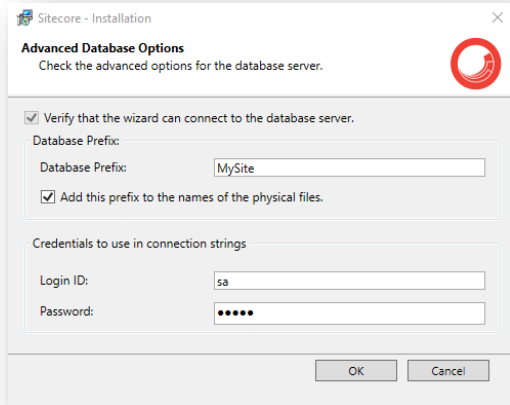 Sitecore - Installation
Advanced Database Options
Check the advanced options for the database server.
Verify that the wizard can connect to the database server.
Database Prefix:
Database Prefix: MySite
Add this prefix to the names of the physical files.
Credentials to use in connection strings
Login ID: sa
Password: •••••
OK Cancel